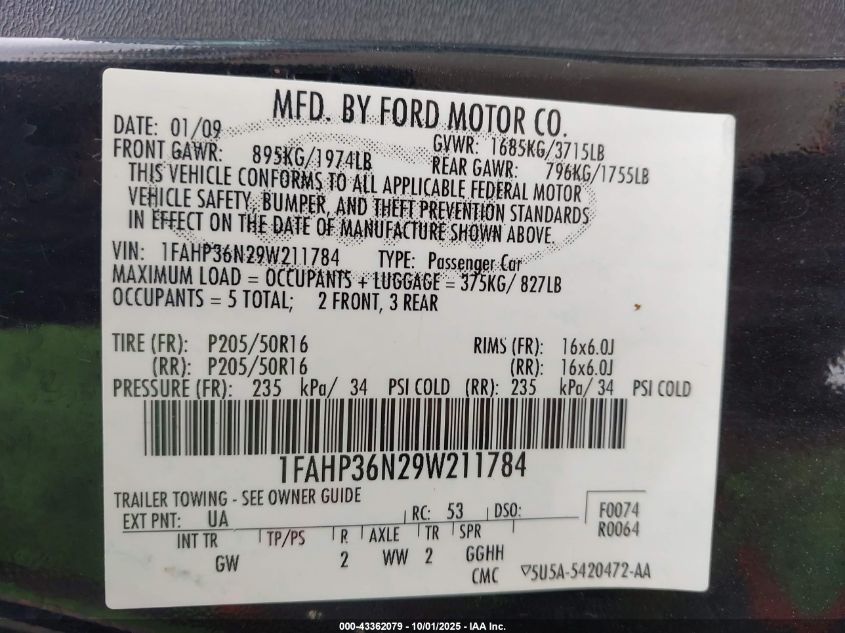 MFD. BY FORD MOTOR CO.
DATE: 01/09 GVWR: 1685KG/3715LB
FRONT GAWR: 895KG/1974LB REAR GAWR: 796KG/1755LB
THIS VEHICLE CONFORMS TO ALL APPLICABLE FEDERAL MOTOR
VEHICLE SAFETY, BUMPER, AND THEFT PREVENTION STANDARDS
IN EFFECT ON THE DATE OF MANUFACTURE SHOWN ABOVE.
VIN: 1FAHP36N29W211784 TYPE: Passenger Car
MAXIMUM LOAD = OCCUPANTS + LUGGAGE = 375KG/ 827LB
OCCUPANTS = 5 TOTAL; 2 FRONT, 3 REAR
TIRE (FR): P205/50R16 RIMS (FR): 16x6.0J
(RR): P205/50R16 (RR): 16x6.0J
PRESSURE (FR): 235 kPa/ 34 PSI COLD (RR): 235 kPa/ 34 PSI COLD
1FAHP36N29W211784
TRAILER TOWING - SEE OWNER GUIDE
EXT PNT: UA RC: 53 DSO: F0074
R0064
INT TR TP/PS R AXLE TR SPR
GW 2 WW 2 GGHH
CMC ▽5U5A-5420472-AA
000-43362079 - 10/01/2025 - IAA Inc.